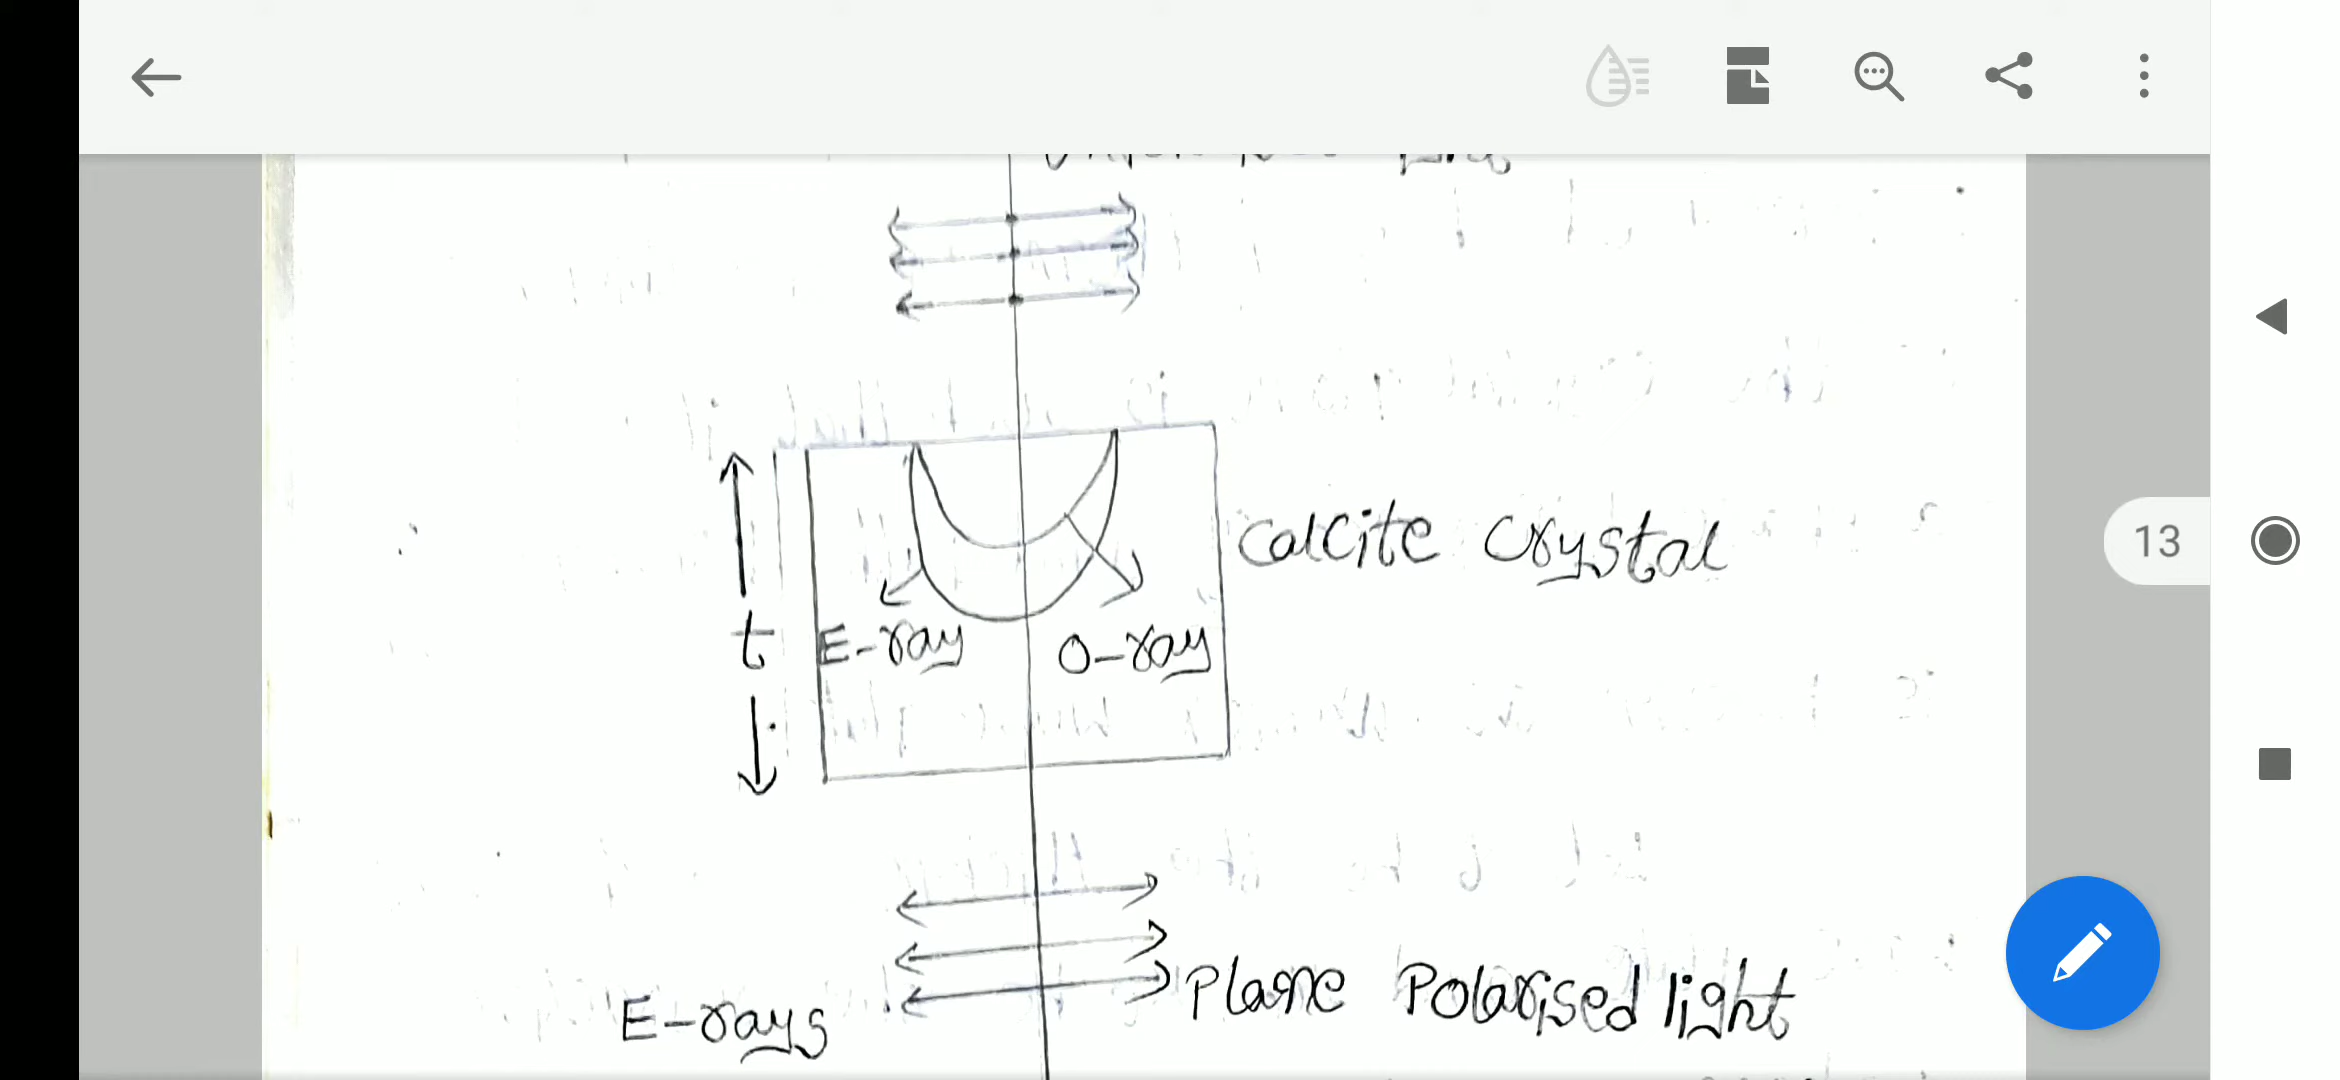 Calcite Crystal
13
t
E-ray O-ray
Plane Polarised light
E-rays